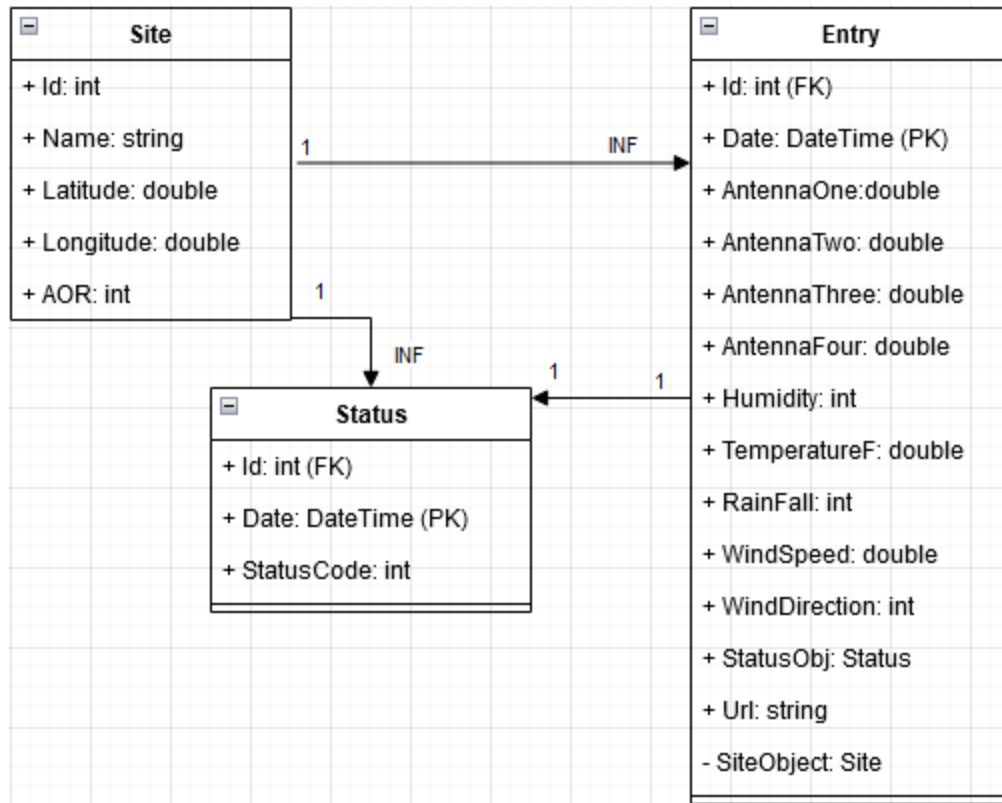 Site
+ Id: int
+ Name: string
+ Latitude: double
+ Longitude: double
+ AOR: int
1
INF
1
INF
Entry
+ Id: int (FK)
+ Date: DateTime (PK)
+ AntennaOne:double
+ AntennaTwo: double
+ AntennaThree: double
+ AntennaFour: double
+ Humidity: int
+ TemperatureF: double
+ RainFall: int
+ WindSpeed: double
+ WindDirection: int
+ StatusObj: Status
+ Url: string
- SiteObject: Site
1
1
Status
+ Id: int (FK)
+ Date: DateTime (PK)
+ StatusCode: int